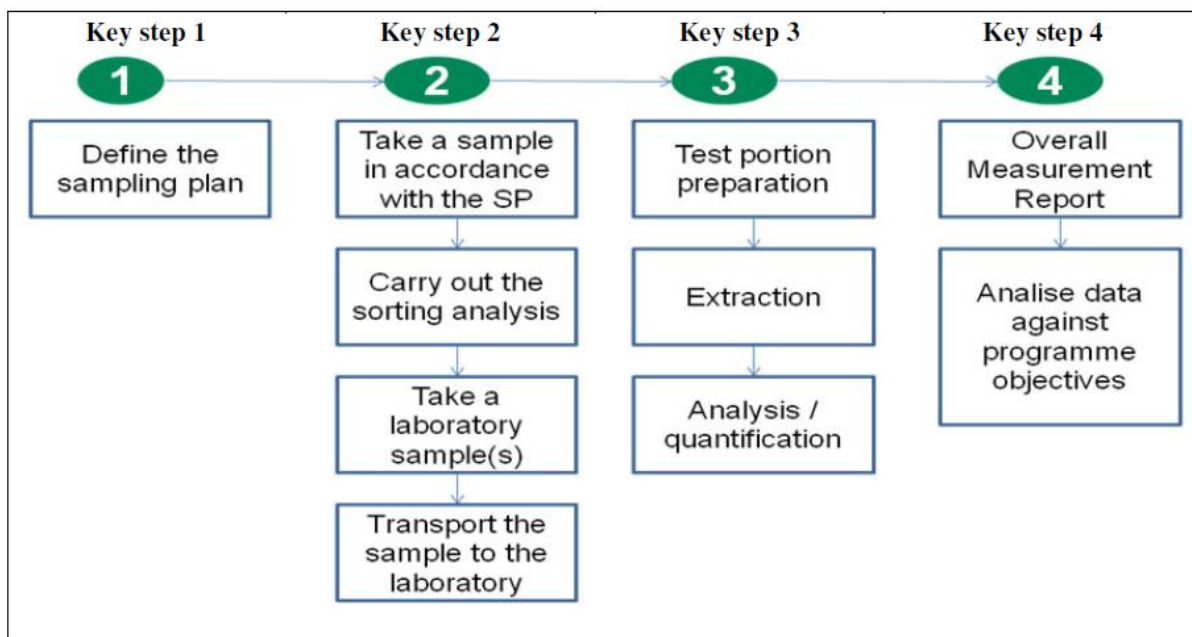 Key step 1
Key step 2
Key step 3
Key step 4
1
2
3
4
Define the
sampling plan
Take a sample
in accordance
with the SP
Carry out the
sorting analysis
Take a
laboratory
sample(s)
Transport the
sample to the
laboratory
Test portion
preparation
Extraction
Analysis /
quantification
Overall
Measurement
Report
Analise data
against
programme
objectives